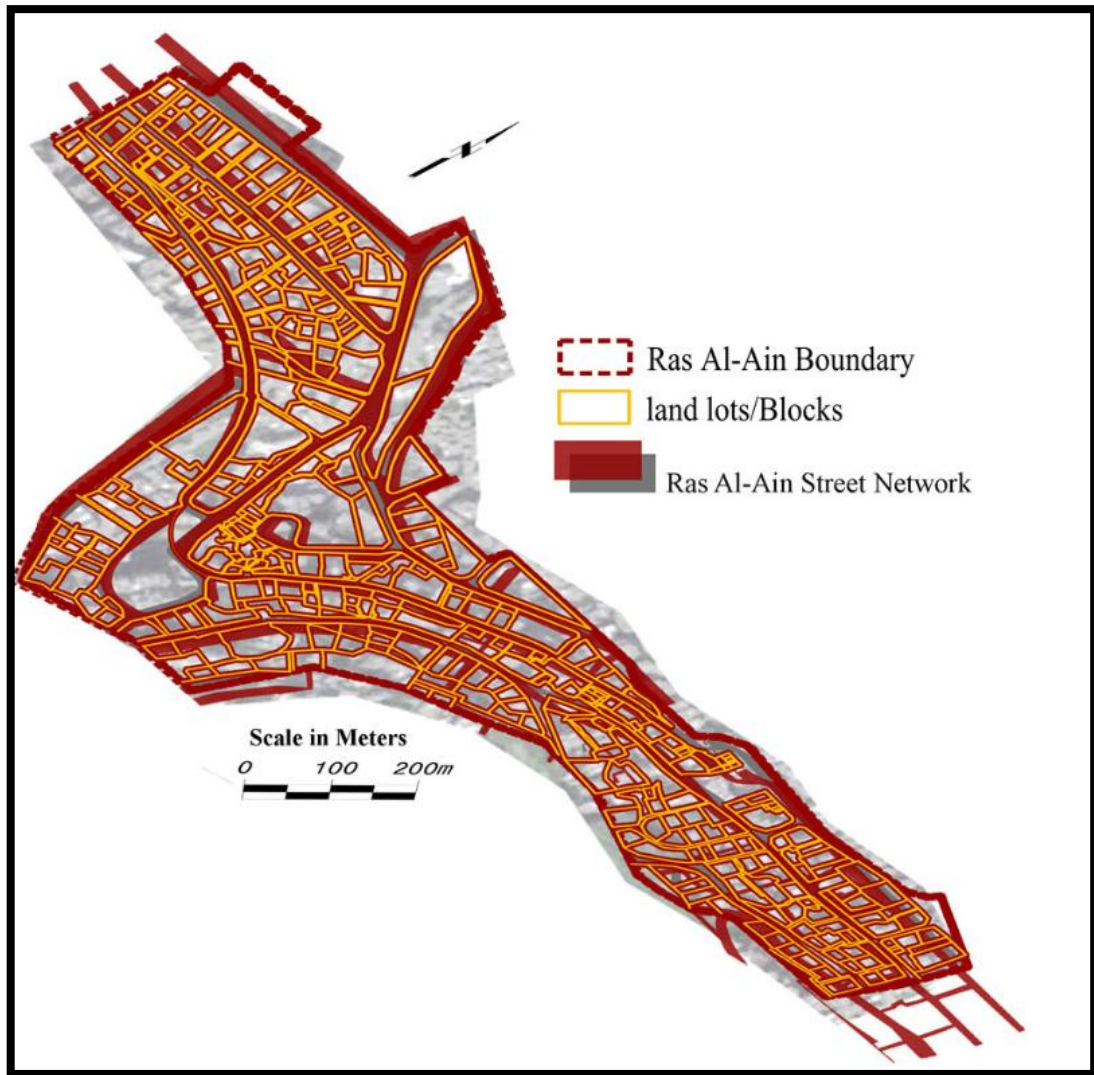 Ras Al-Ain Boundary
land lots/Blocks
Ras Al-Ain Street Network
Scale in Meters
0 100 200m